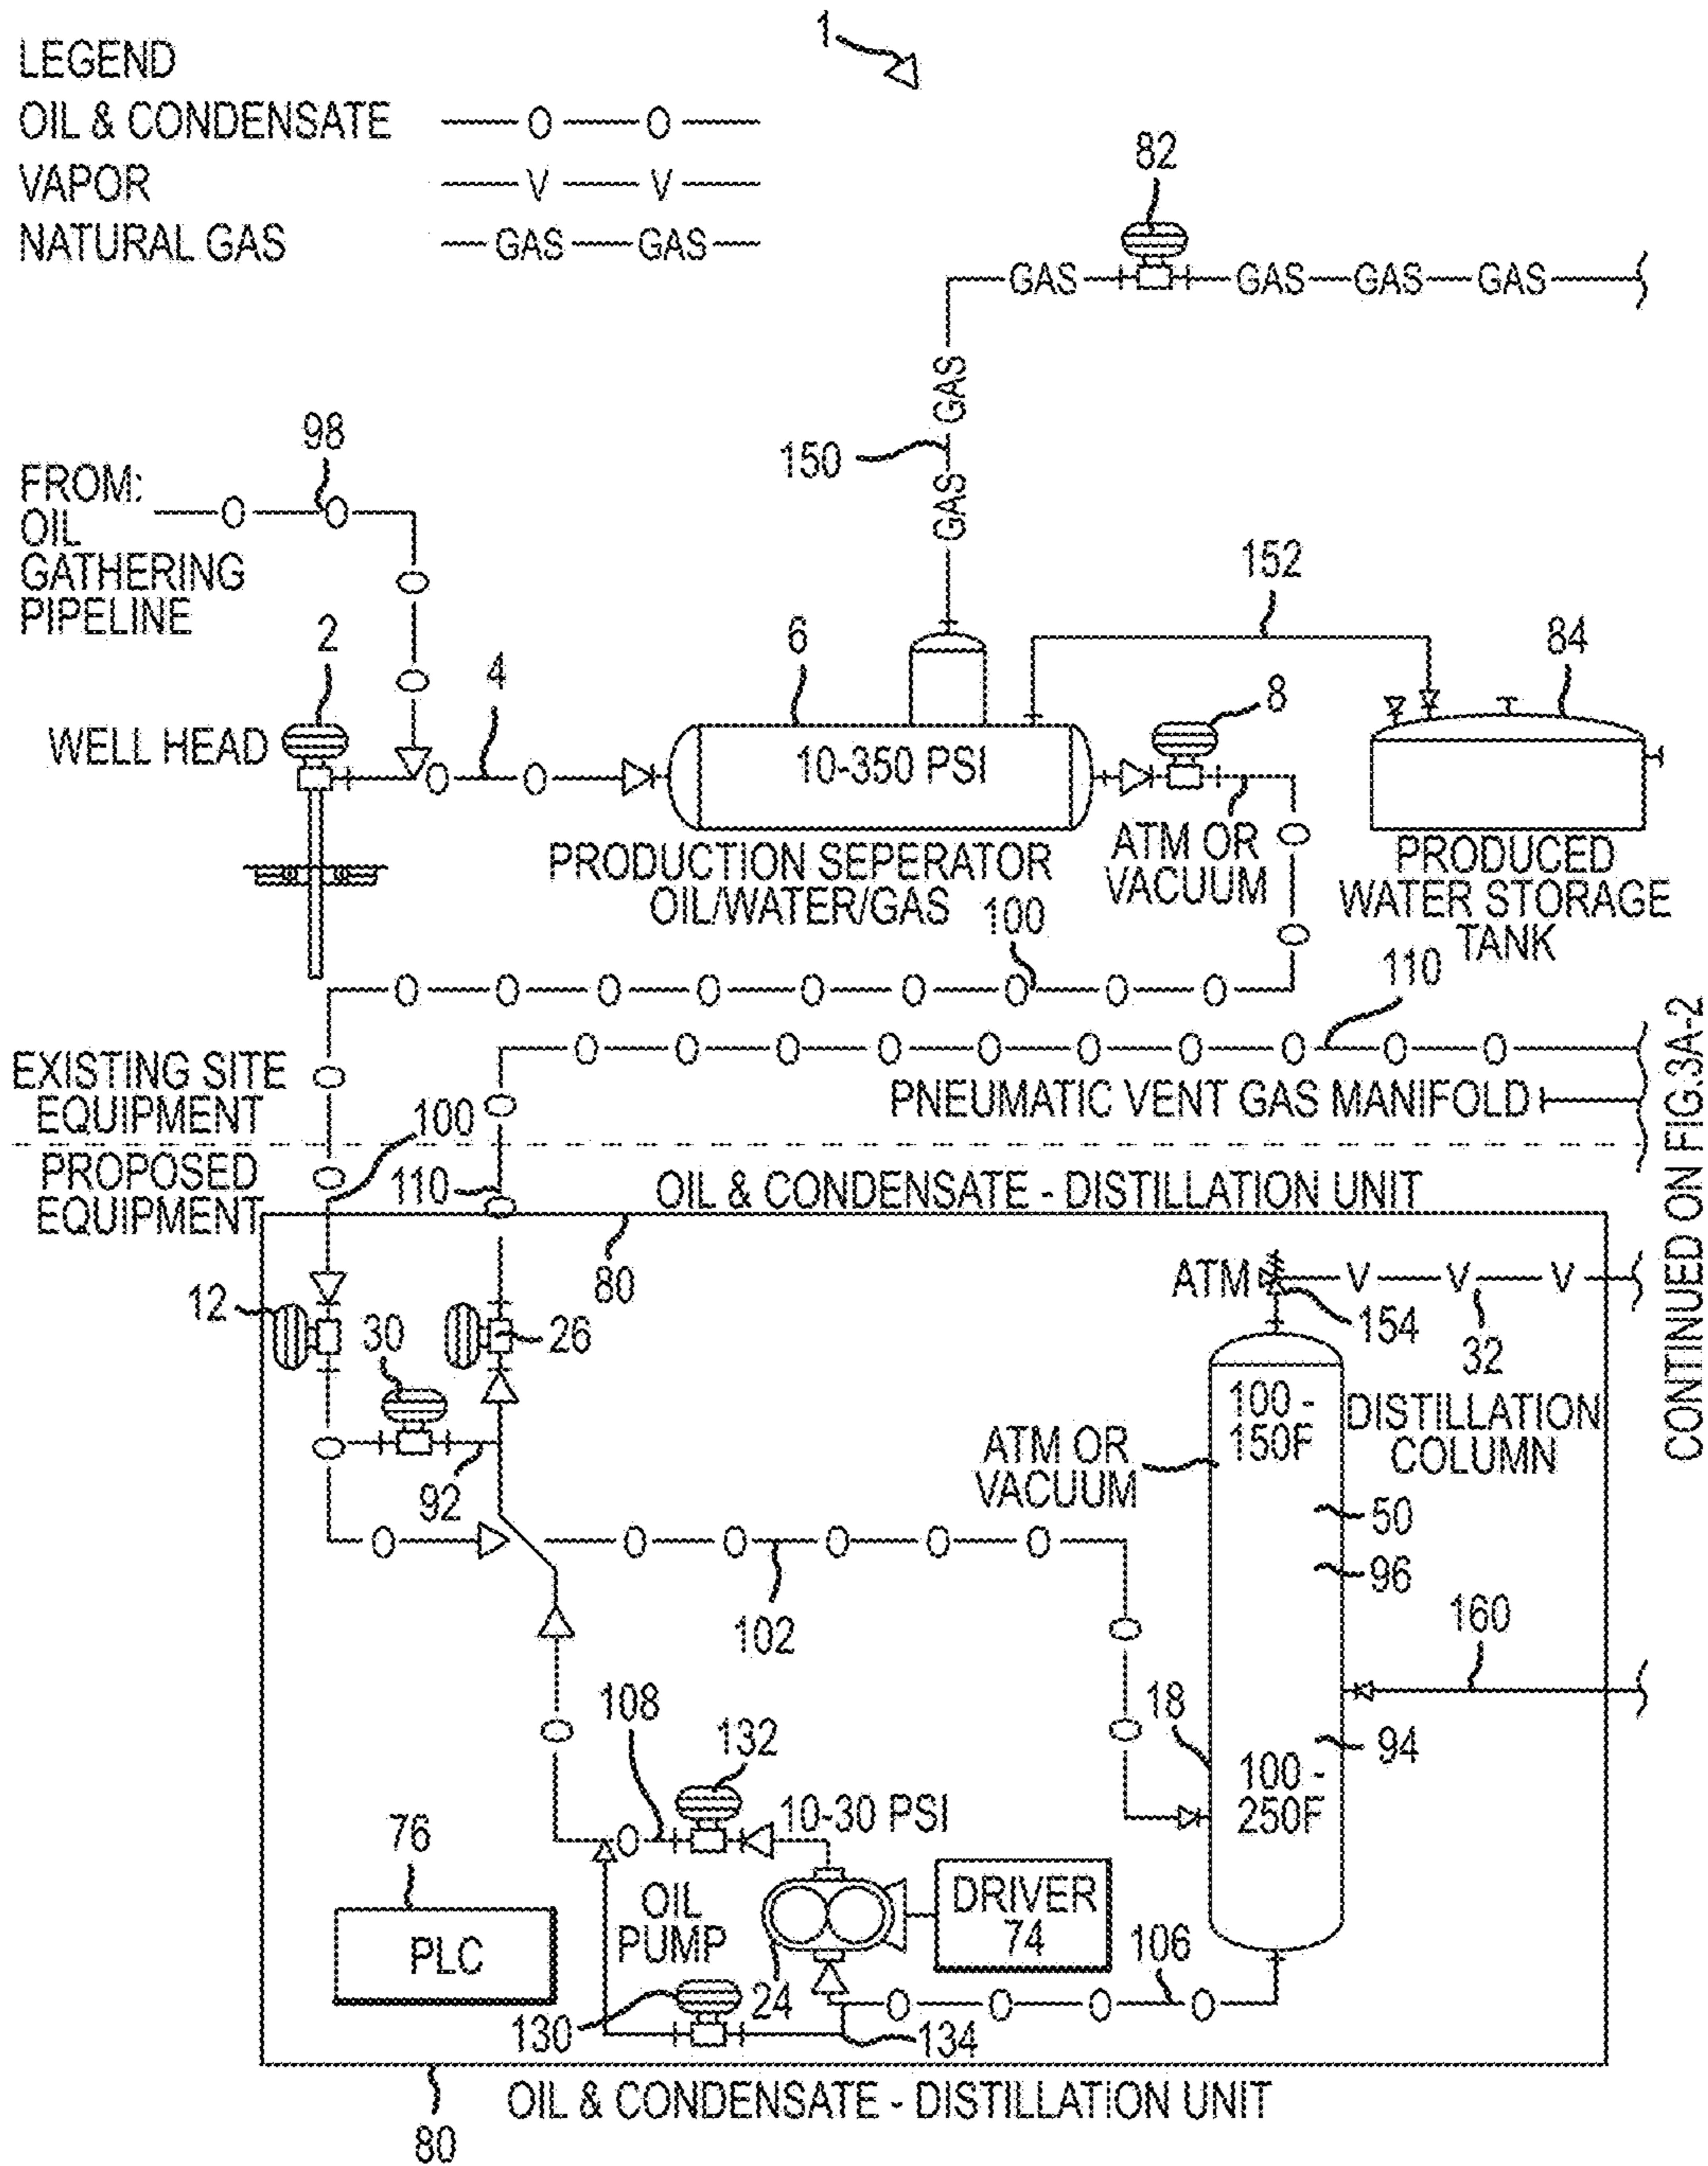 1
LEGEND
OIL & CONDENSATE —O—O—
VAPOR —V—V—
NATURAL GAS —GAS—GAS—
82
GAS GAS GAS GAS
GAS
150
GAS
98
FROM:
OIL
GATHERING
PIPELINE
152
2
4
6
8
84
WELL HEAD
10-350 PSI
PRODUCTION SEPERATOR
OIL/WATER/GAS
ATM OR
VACUUM
PRODUCED
WATER STORAGE
TANK
100
110
EXISTING SITE
EQUIPMENT
PNEUMATIC VENT GAS MANIFOLD
CONTINUED ON FIG.3A-2
PROPOSED
EQUIPMENT
100
110
OIL & CONDENSATE - DISTILLATION UNIT
80
ATM
V V V
154
32
12
30
26
92
100 -
150F
DISTILLATION
COLUMN
ATM OR
VACUUM
50
96
102
160
18
94
100 -
250F
108
132
10-30 PSI
76
PLC
OIL
PUMP
DRIVER
74
24
106
130
134
OIL & CONDENSATE - DISTILLATION UNIT
80